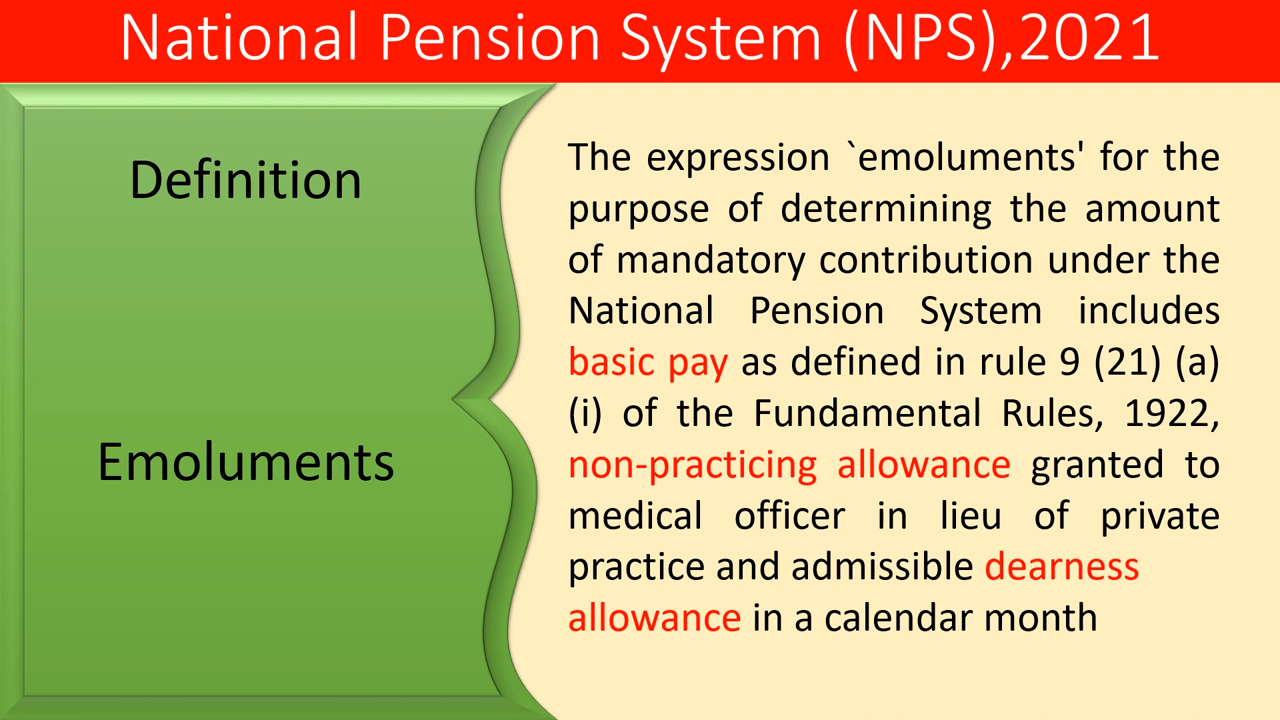 National Pension System (NPS),2021
Definition
Emoluments
The expression `emoluments' for the
purpose of determining the amount
of mandatory contribution under the
National Pension System includes
basic pay as defined in rule 9 (21) (a)
(i) of the Fundamental Rules, 1922,
non-practicing allowance granted to
medical officer in lieu of private
practice and admissible dearness
allowance in a calendar month